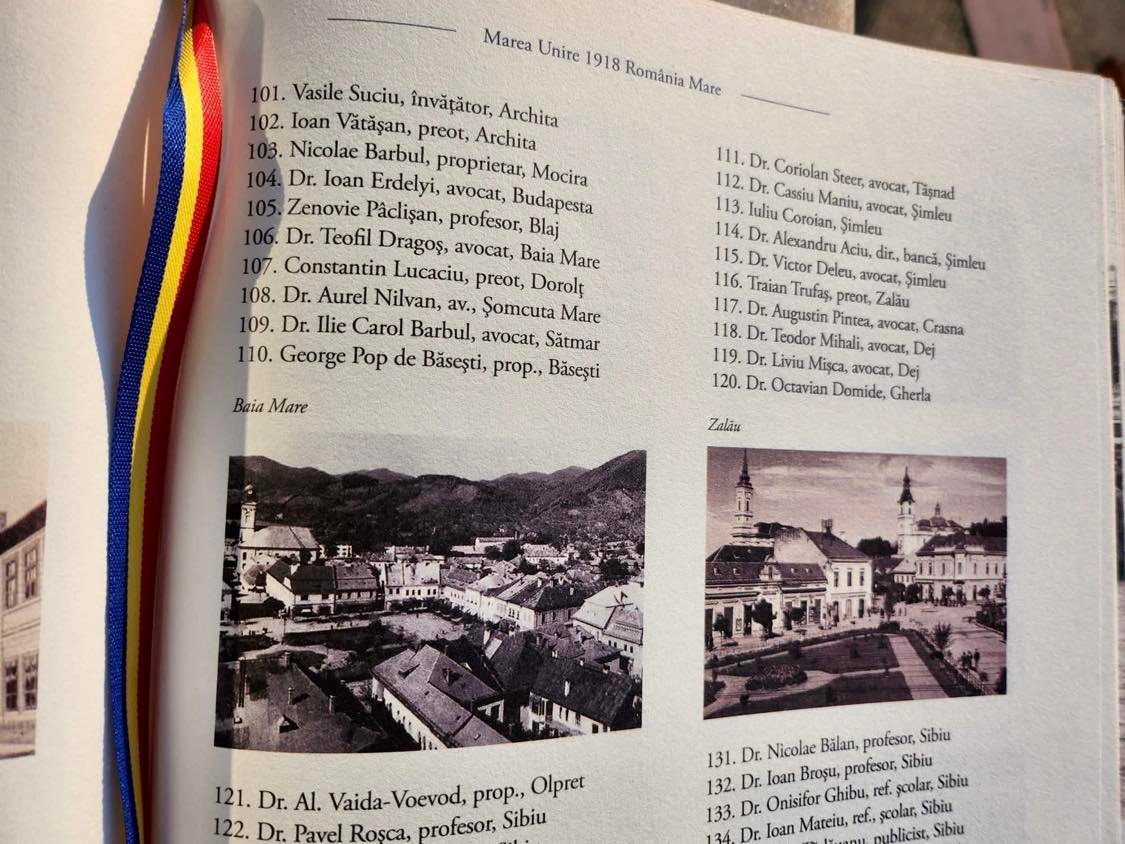 Marea Unire 1918 România Mare
101. Vasile Suciu, învăţător, Archita
102. Ioan Vătăşan, preot, Archita
103. Nicolae Barbul, proprietar, Mocira
104. Dr. Ioan Erdelyi, avocat, Budapesta
105. Zenovie Pâclişan, profesor, Blaj
106. Dr. Teofil Dragoş, avocat, Baia Mare
107. Constantin Lucaciu, preot, Dorolţ
108. Dr. Aurel Nilvan, av., Şomcuta Mare
109. Dr. Ilie Carol Barbul, avocat, Sătmar
110. George Pop de Băseşti, prop., Băseşti
Baia Mare
121. Dr. Al. Vaida-Voevod, prop., Olpret
122. Dr. Pavel Roşca, profesor, Sibiu
111. Dr. Coriolan Steer, avocat, Tăşnad
112. Dr. Cassiu Maniu, avocat, Şimleu
113. Iuliu Coroian, Şimleu
114. Dr. Alexandru Aciu, dir., bancă, Şimleu
115. Dr. Victor Deleu, avocat, Şimleu
116. Traian Trufaş, preot, Zalău
117. Dr. Augustin Pintea, avocat, Crasna
118. Dr. Teodor Mihali, avocat, Dej
119. Dr. Liviu Mişca, avocat, Dej
120. Dr. Octavian Domide, Gherla
Zalău
131. Dr. Nicolae Bălan, profesor, Sibiu
132. Dr. Ioan Broşu, profesor, Sibiu
133. Dr. Onisifor Ghibu, ref. şcolar, Sibiu
134. Dr. Ioan Mateiu, ref., şcolar, Sibiu
publicist, Sibiu